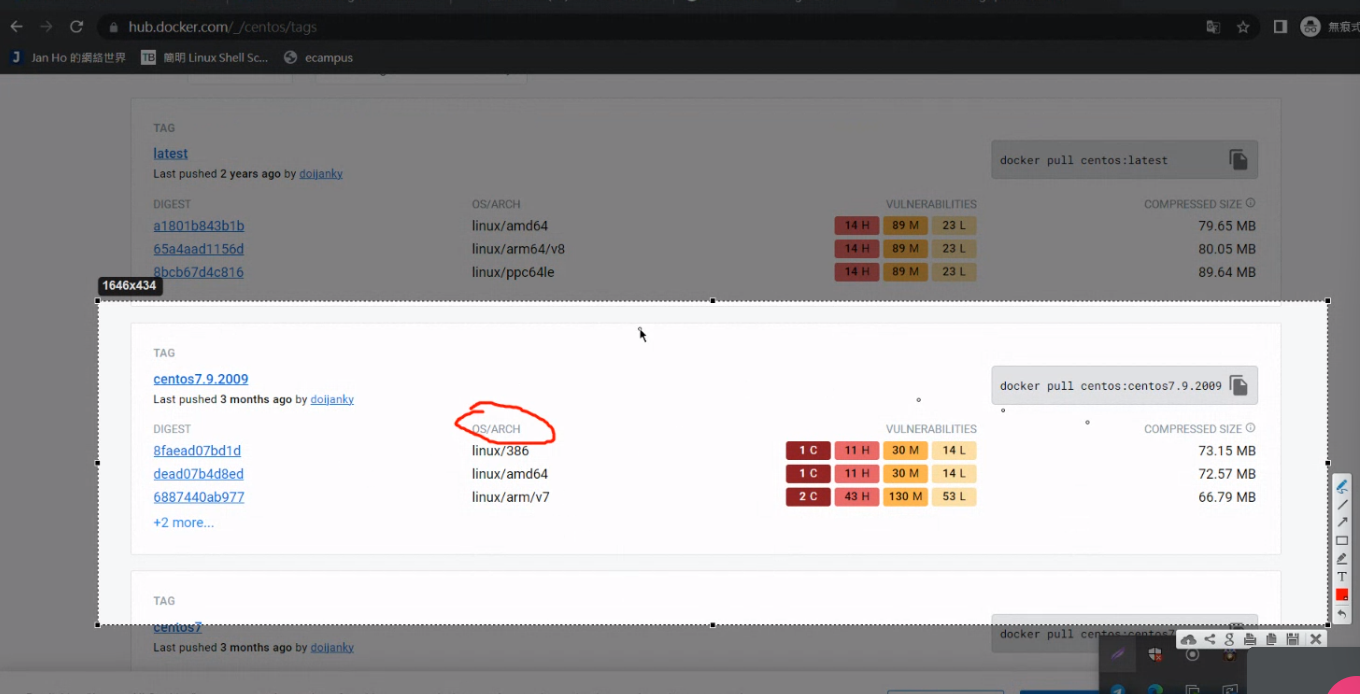 hub.docker.com/_/centos/tags
無痕式
J Jan Ho 的網絡世界 TB 簡明 Linux Shell Sc... ecampus
TAG
latest
Last pushed 2 years ago by doijanky
docker pull centos:latest
DIGEST OS/ARCH VULNERABILITIES COMPRESSED SIZE
a1801b843b1b linux/amd64 14 H 89 M 23 L 79.65 MB
65a4aad1156d linux/arm64/v8 14 H 89 M 23 L 80.05 MB
8bcb67d4c816 linux/ppc64le 14 H 89 M 23 L 89.64 MB
1646x434
TAG
centos7.9.2009
Last pushed 3 months ago by doijanky
docker pull centos:centos7.9.2009
DIGEST OS/ARCH VULNERABILITIES COMPRESSED SIZE
8faead07bd1d linux/386 1 C 11 H 30 M 14 L 73.15 MB
dead07b4d8ed linux/amd64 1 C 11 H 30 M 14 L 72.57 MB
6887440ab977 linux/arm/v7 2 C 43 H 130 M 53 L 66.79 MB
+2 more...
TAG
centos7
Last pushed 3 months ago by doijanky
docker pull centos:centos7